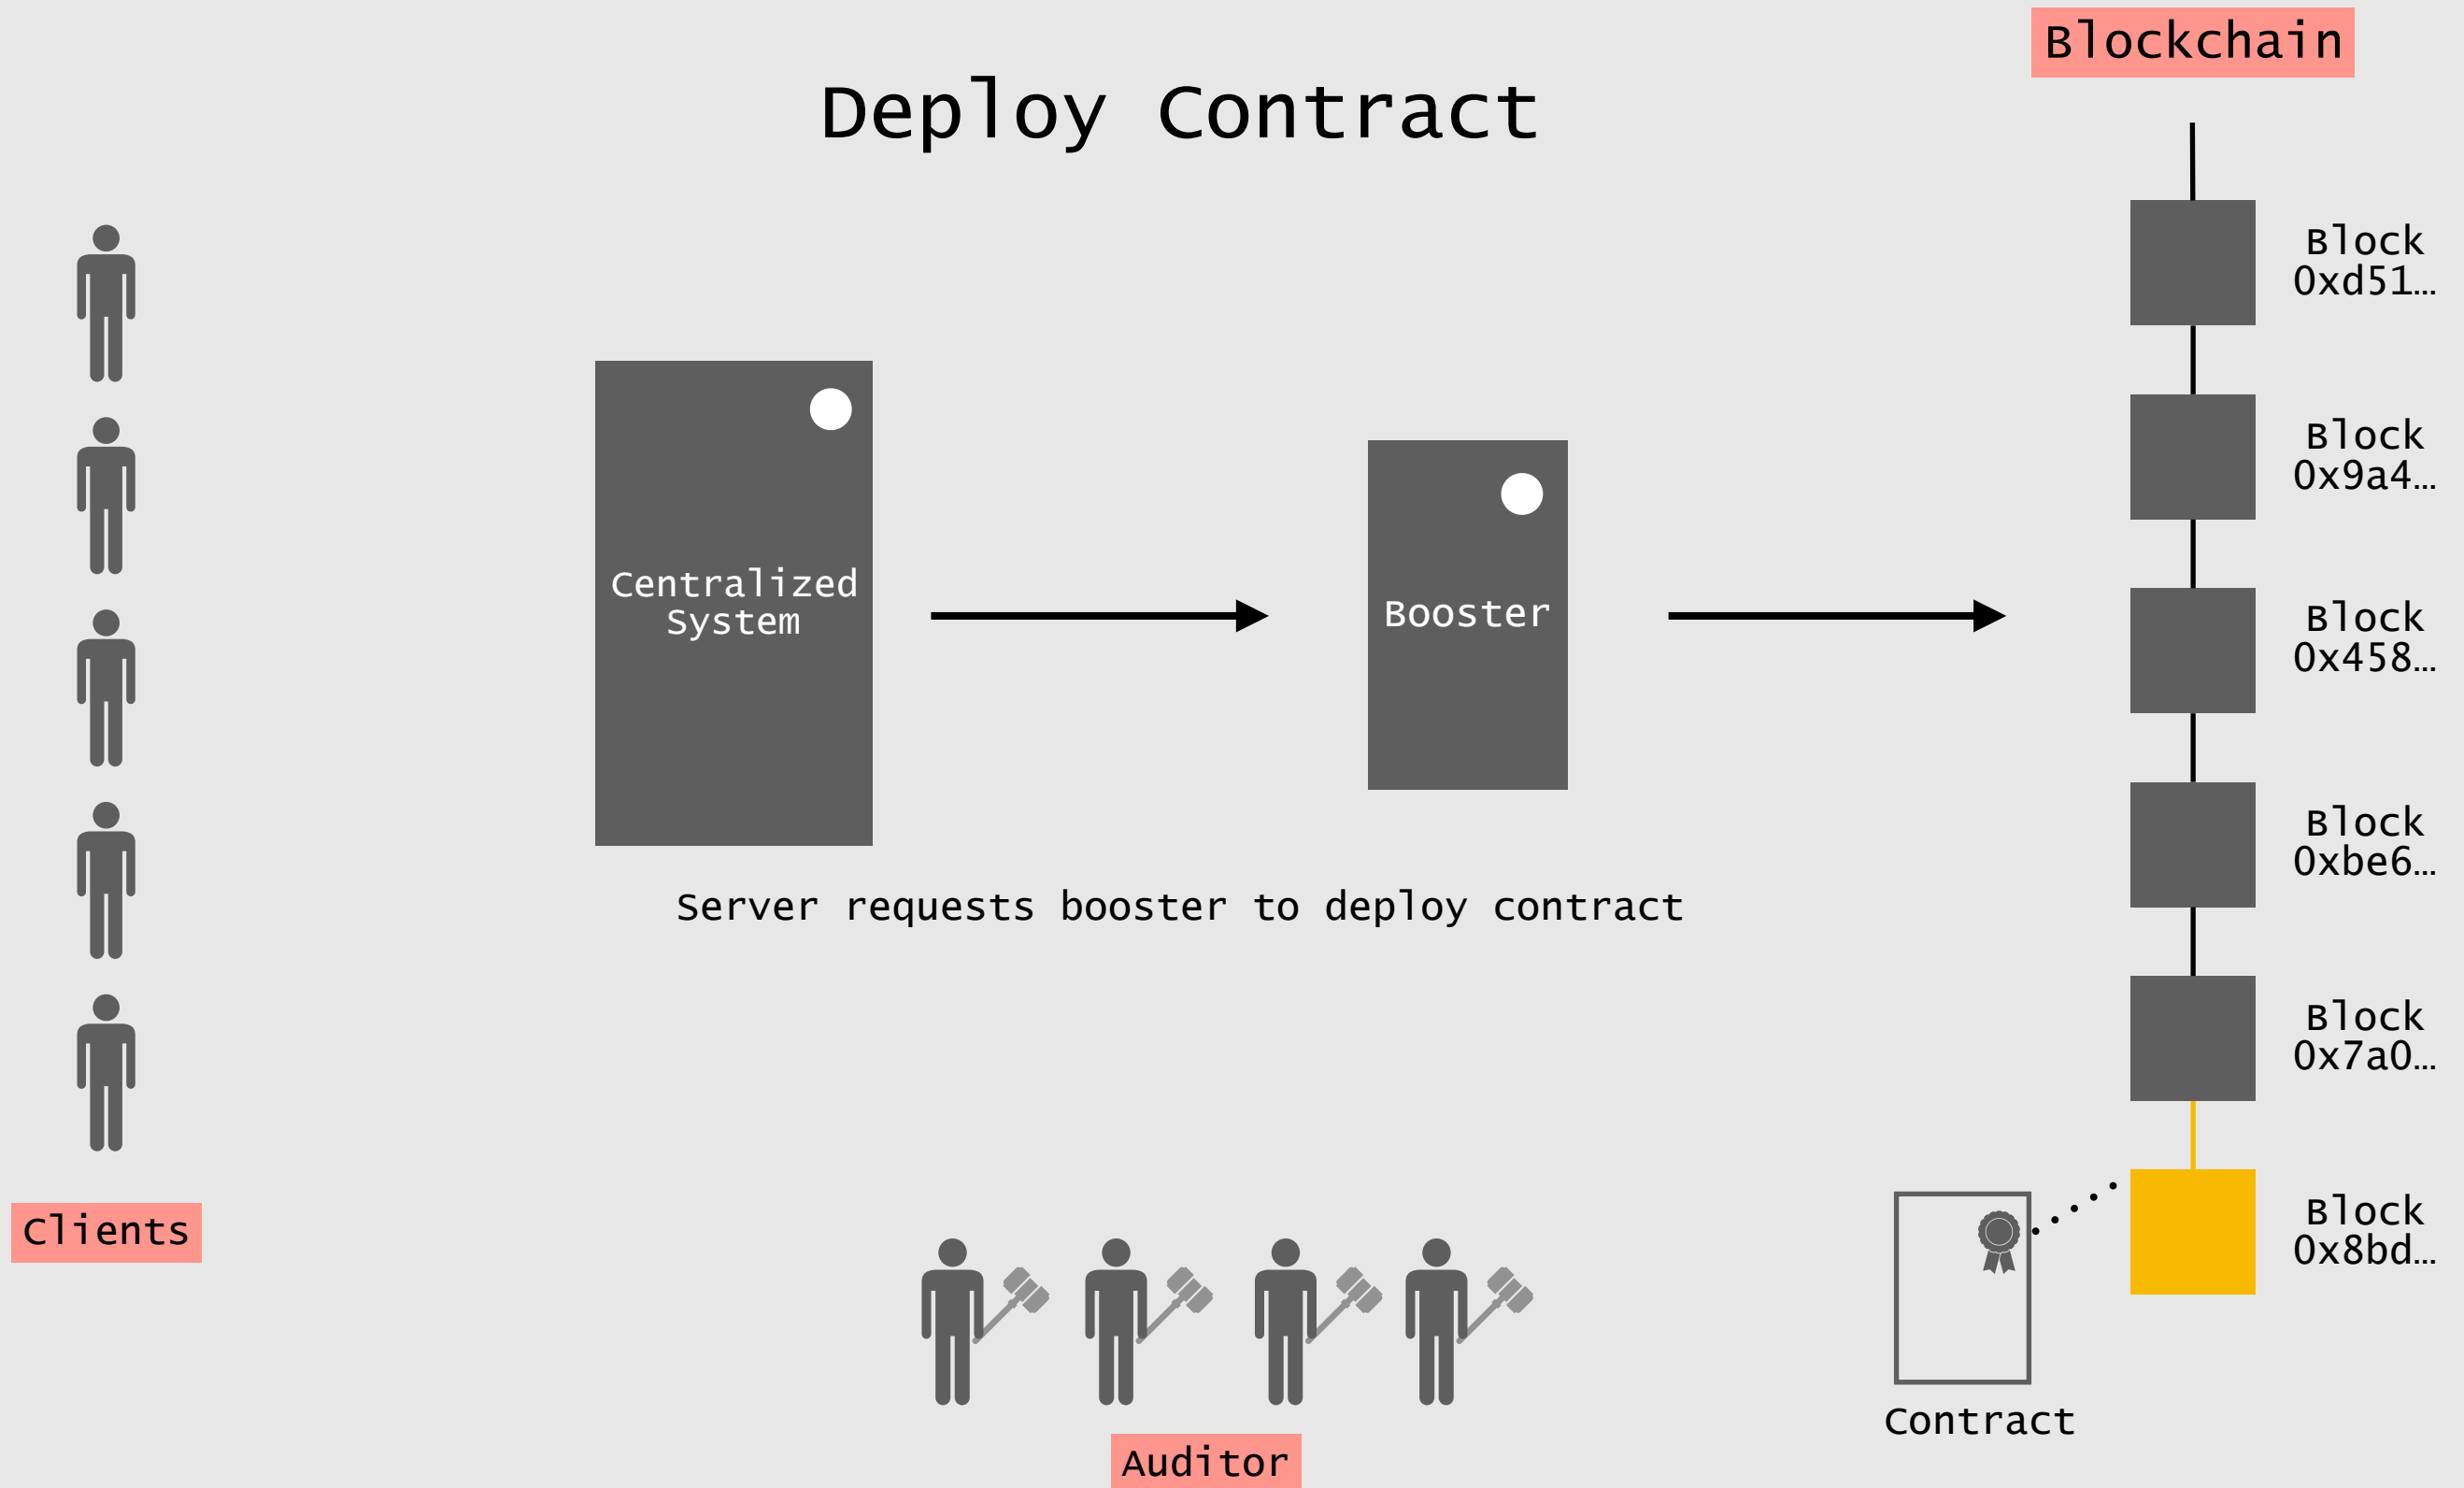 Blockchain
Deploy Contract
Block
0xd51…
Block
0x9a4…
Centralized
System
Booster
Block
0x458…
Block
0xbe6…
Server requests booster to deploy contract
Block
0x7a0…
Clients
Block
0x8bd…
Contract
Auditor